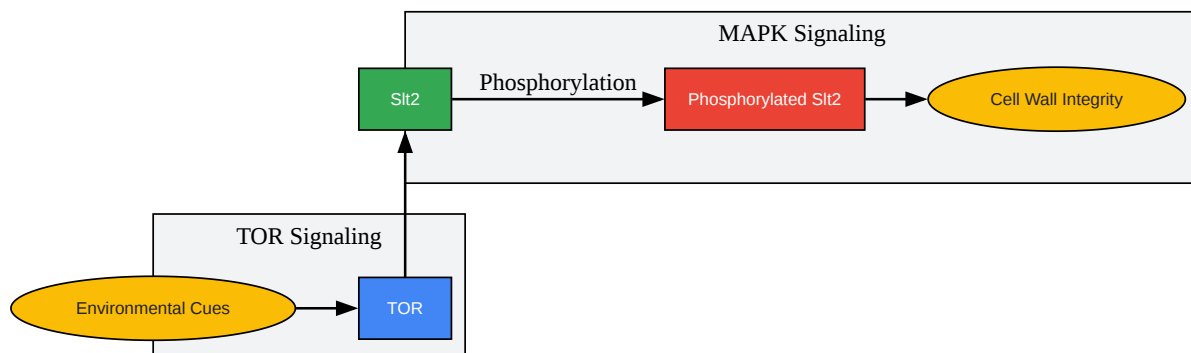 MAPK Signaling
Slt2
Phosphorylation
Phosphorylated Slt2
Cell Wall Integrity
TOR Signaling
Environmental Cues
TOR